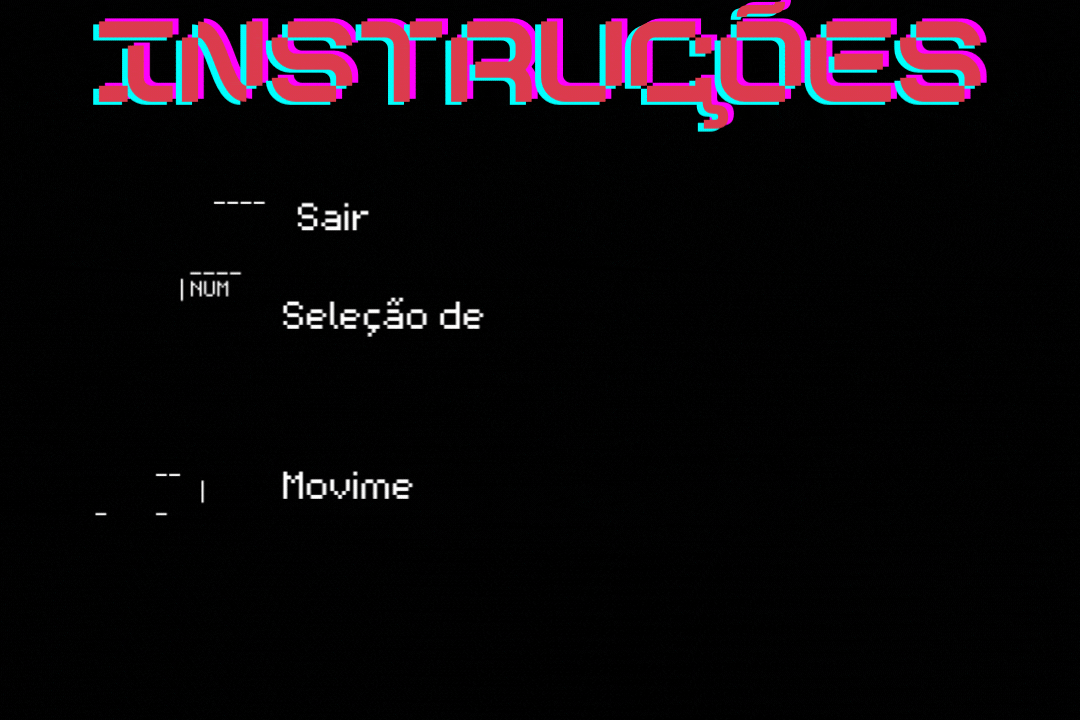 INSTRUÇÕES
---- Sair
----
|NUM
Seleção de
--
| Movime
- -